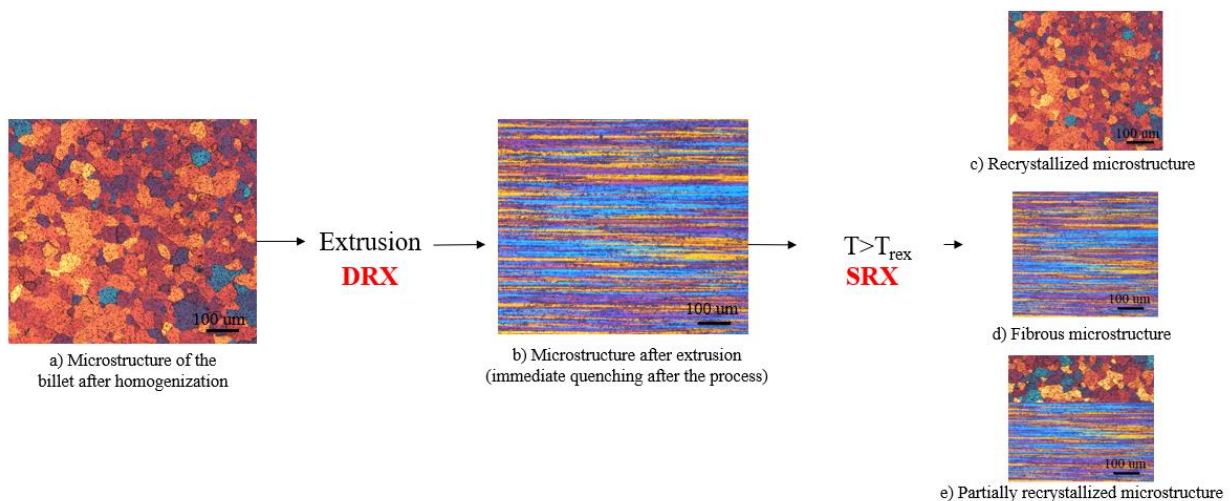 100 um
a) Microstructure of the
billet after homogenization
Extrusion
DRX
100 um
b) Microstructure after extrusion
(immediate quenching after the process)
T>Trex
SRX
100 um
c) Recrystallized microstructure
100 um
d) Fibrous microstructure
100 um
e) Partially recrystallized microstructure